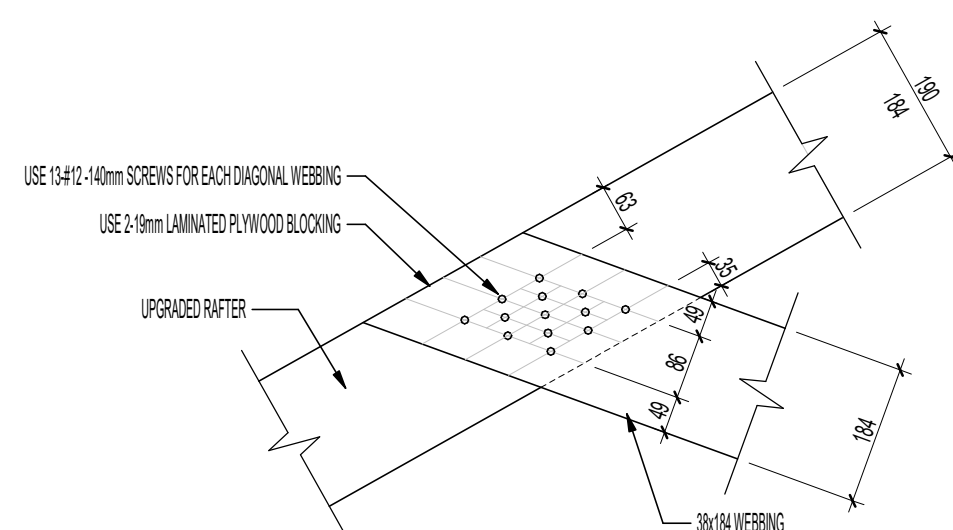 190
184
USE 13-#12 -140mm SCREWS FOR EACH DIAGONAL WEBBING
63
USE 2-19mm LAMINATED PLYWOOD BLOCKING
35
UPGRADED RAFTER
49
86
49
184
38x184 WEBBING